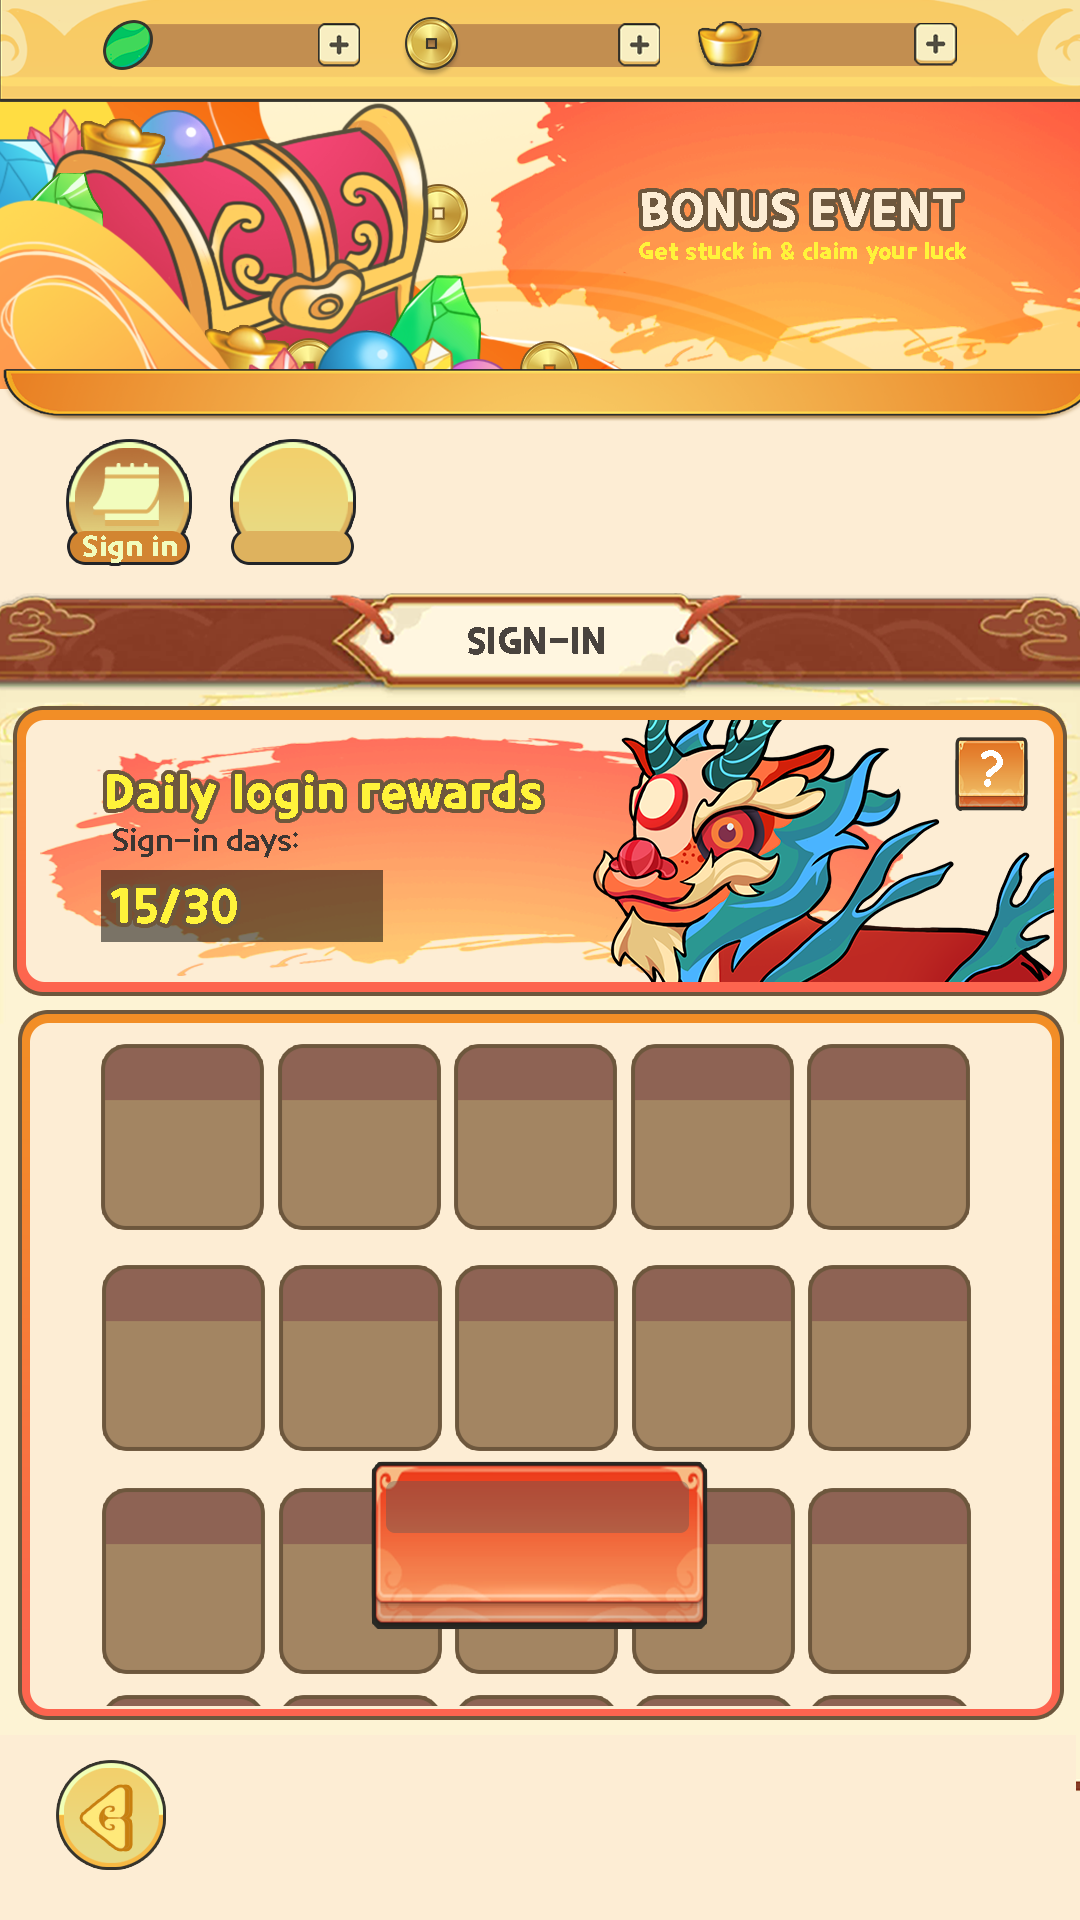 BONUS EVENT
Get stuck in & claim your luck
Sign in
SIGN-IN
Daily login rewards
?
Sign-in days:
15/30